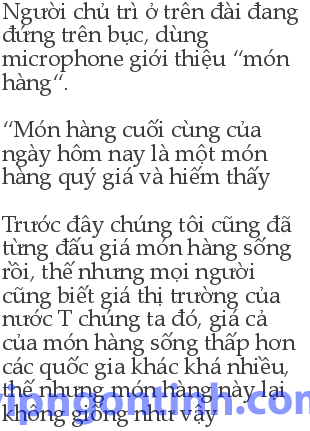 Người chủ trì ở trên đài đang
đứng trên bục, dùng
microphone giới thiệu “món
hàng“.
“Món hàng cuối cùng của
ngày hôm nay là một món
hàng quý giá và hiếm thấy
Trước đây chúng tôi cũng đã
từng đấu giá món hàng sống
rồi, thế nhưng mọi người
cũng biết giá thị trường của
nước T chúng ta đó, giá cả
của món hàng sống thấp hơn
các quốc gia khác khá nhiều,
thế nhưng món hàng này lại
không giống như vậy
vipngontinh.com